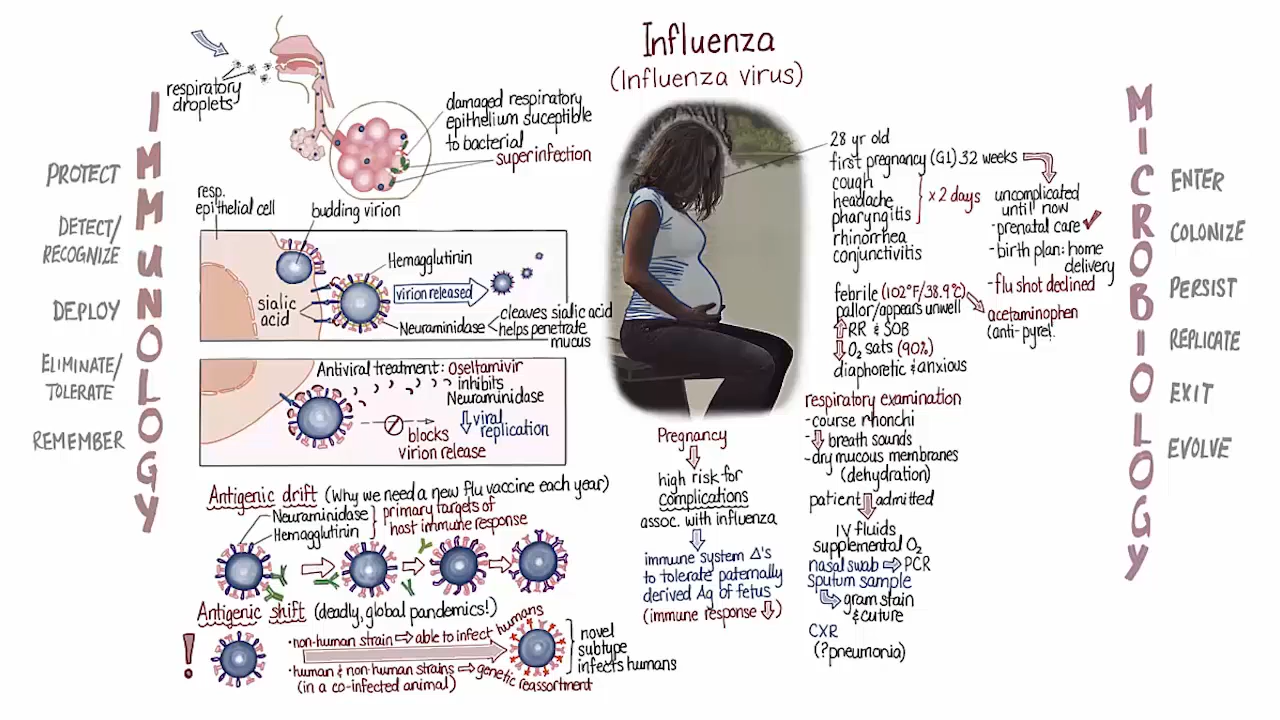 Influenza
(Influenza virus)
IMMUNOLOGY
PROTECT
DETECT/
RECOGNIZE
DEPLOY
ELIMINATE/
TOLERATE
REMEMBER
respiratory
droplets
damaged respiratory
epithelium suceptible
to bacterial
superinfection
resp.
epithelial cell
budding virion
Hemagglutinin
virion released
sialic
acid
Neuraminidase
cleaves sialic acid
helps penetrate
mucus
Antiviral treatment: Oseltamivir
inhibits
Neuraminidase
⇩ viral
replication
blocks
virion release
Antigenic drift (why we need a new flu vaccine each year)
Neuraminidase
Hemagglutinin
primary targets of
host immune response
Antigenic shift (deadly, global pandemics!)
!
•non-human strain ⇨ able to infect humans
•human & non-human strains ⇨ genetic reassortment
(in a co-infected animal)
novel
subtype
infects humans
Pregnancy
high risk for
complications
assoc. with influenza
immune system Δ's
to tolerate paternally
derived Ag of fetus
(immune response ⇩)
28 yr old
first pregnancy (G1) 32 weeks
cough
headache
pharyngitis
x 2 days
rhinorrea
conjunctivitis
uncomplicated
until now
-prenatal care ✓
-birth plan: home
delivery
-flu shot declined
febrile (102°F/38.9°C)
pallor/appears unwell
⇧ RR & SOB
⇩ O2 sats (90%)
diaphoretic & anxious
acetaminophen
(anti-pyre
respiratory examination
-course rhonchi
-⇩ breath sounds
-dry mucous membranes
(dehydration)
patient admitted
IV fluids
supplemental O2
nasal swab ⇨ PCR
sputum sample
gram stain
& cuture
CXR
(?pneumonia)
MICROBIOLOGY
ENTER
COLONIZE
PERSIST
REPLICATE
EXIT
EVOLVE